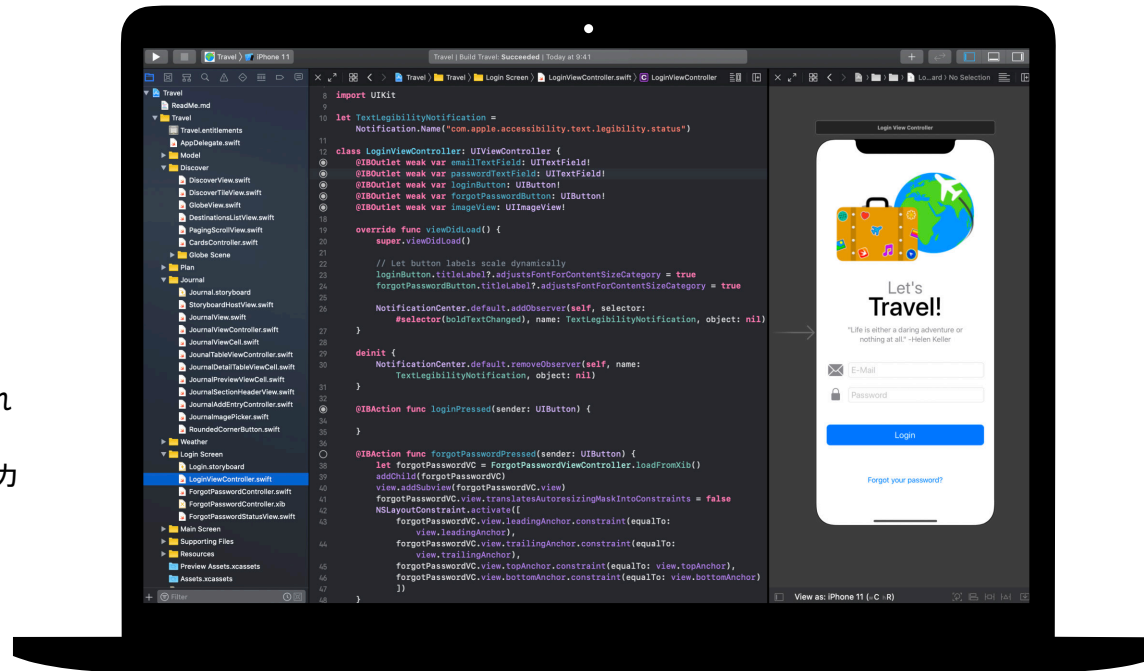 れ
カ
Travel 〉 iPhone 11
Travel | Build Travel: Succeeded | Today at 9:41
Travel
ReadMe.md
Travel
Travel.entitlements
AppDelegate.swift
Model
Discover
DiscoverView.swift
DiscoverTileView.swift
GlobeView.swift
DestinationsListView.swift
PagingScrollView.swift
CardsController.swift
Globe Scene
Plan
Journal
Journal.storyboard
StoryboardHostView.swift
JournalView.swift
JournalViewController.swift
JournalViewCell.swift
JournalTableViewController.swift
JournalDetailTableViewCell.swift
JournalPreviewViewCell.swift
JournalSectionHeaderView.swift
JournalAddEntryController.swift
JournalImagePicker.swift
RoundedCornerButton.swift
Weather
Login Screen
Login.storyboard
LoginViewController.swift
ForgotPasswordController.swift
ForgotPasswordController.xib
ForgotPasswordStatusView.swift
Main Screen
Supporting Files
Resources
Preview Assets.xcassets
Assets.xcassets
Filter
Travel 〉 Travel 〉 Login Screen 〉 LoginViewController.swift 〉 C LoginViewController
8 import UIKit
9
10 let TextLegibilityNotification =
Notification.Name("com.apple.accessibility.text.legibility.status")
11
12 class LoginViewController: UIViewController {
@IBOutlet weak var emailTextField: UITextField!
@IBOutlet weak var passwordTextField: UITextField!
@IBOutlet weak var loginButton: UIButton!
@IBOutlet weak var forgotPasswordButton: UIButton!
@IBOutlet weak var imageView: UIImageView!
18
19 override func viewDidLoad() {
20 super.viewDidLoad()
21
22 // Let button labels scale dynamically
23 loginButton.titleLabel?.adjustsFontForContentSizeCategory = true
24 forgotPasswordButton.titleLabel?.adjustsFontForContentSizeCategory = true
25
26 NotificationCenter.default.addObserver(self, selector:
#selector(boldTextChanged), name: TextLegibilityNotification, object: nil)
27 }
28
29 deinit {
30 NotificationCenter.default.removeObserver(self, name:
TextLegibilityNotification, object: nil)
31 }
32
@IBAction func loginPressed(sender: UIButton) {
34
35 }
36
@IBAction func forgotPasswordPressed(sender: UIButton) {
38 let forgotPasswordVC = ForgotPasswordViewController.loadFromXib()
39 addChild(forgotPasswordVC)
40 view.addSubview(forgotPasswordVC.view)
41 forgotPasswordVC.view.translatesAutoresizingMaskIntoConstraints = false
42 NSLayoutConstraint.activate([
43 forgotPasswordVC.view.leadingAnchor.constraint(equalTo:
view.leadingAnchor),
44 forgotPasswordVC.view.trailingAnchor.constraint(equalTo:
view.trailingAnchor),
45 forgotPasswordVC.view.topAnchor.constraint(equalTo: view.topAnchor),
46 forgotPasswordVC.view.bottomAnchor.constraint(equalTo: view.bottomAnchor)
47 ])
48 }
Lo...ard 〉 No Selection
Login View Controller
Let's
Travel!
"Life is either a daring adventure or
nothing at all." -Helen Keller
E-Mail
Password
Login
Forgot your password?
View as: iPhone 11 (wC hR)